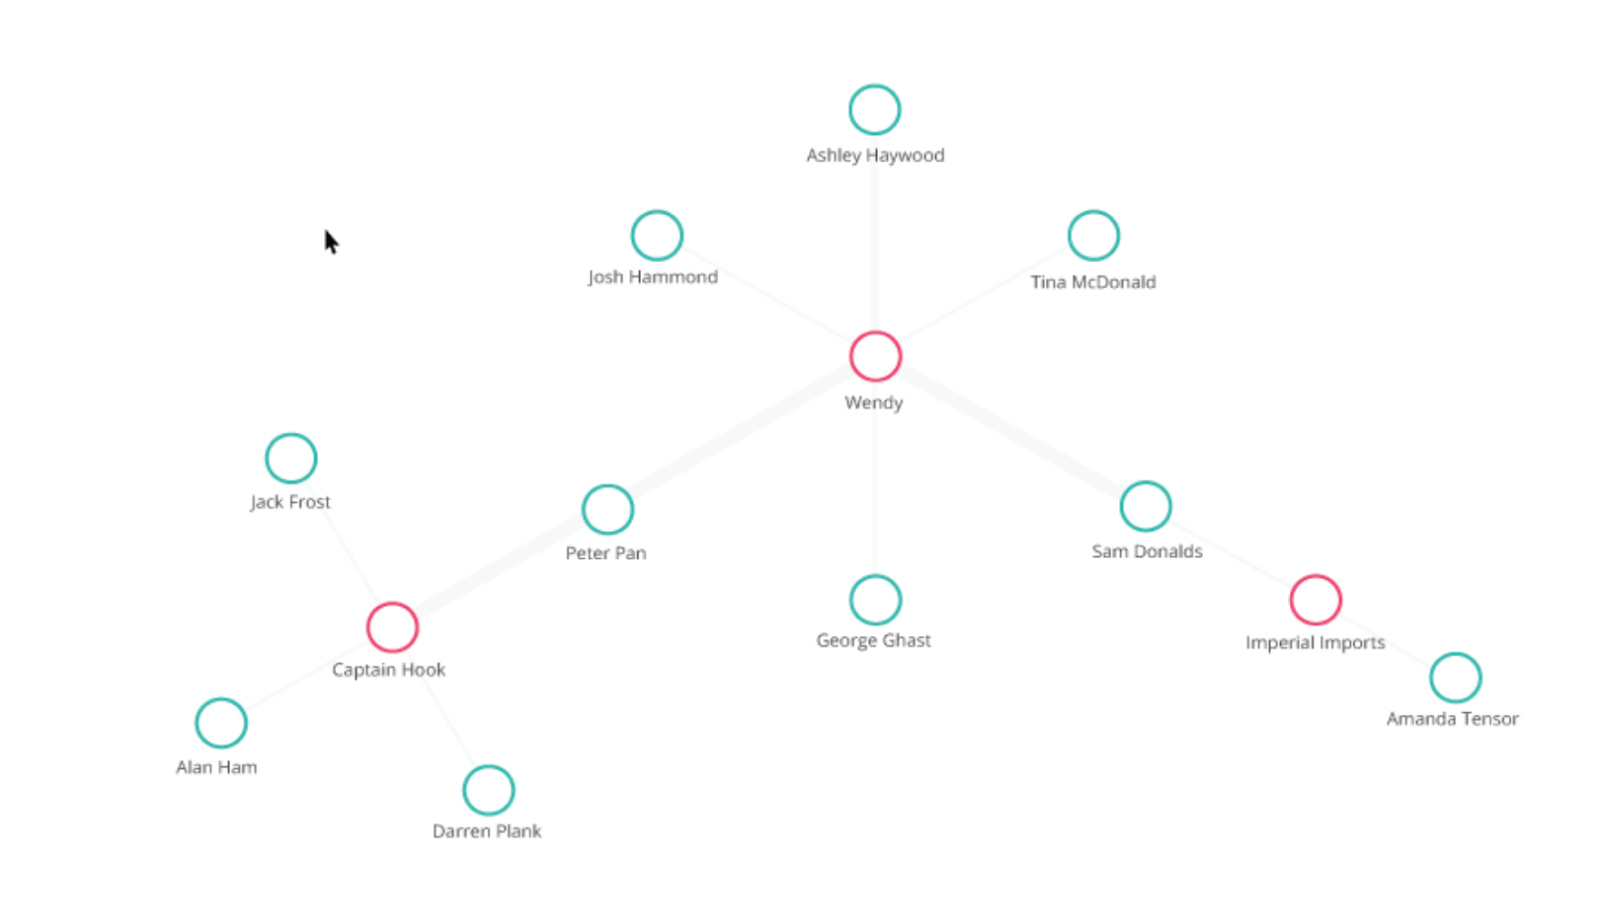 Ashley Haywood
Josh Hammond
Tina McDonald
Wendy
Jack Frost
Peter Pan
Sam Donalds
George Ghast
Imperial Imports
Captain Hook
Amanda Tensor
Alan Ham
Darren Plank